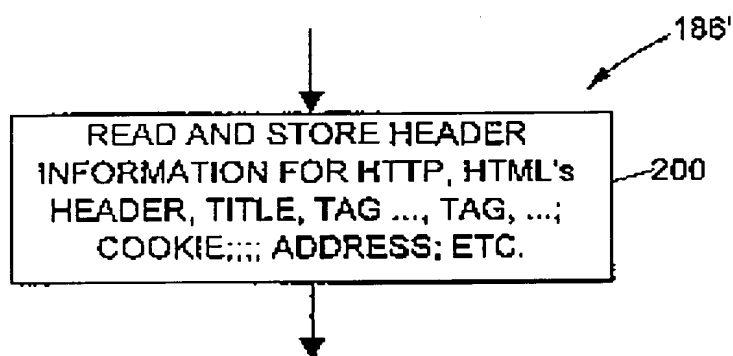 186'
READ AND STORE HEADER
INFORMATION FOR HTTP, HTML's
HEADER, TITLE, TAG ..., TAG, ...;
COOKIE;;;; ADDRESS; ETC.
200